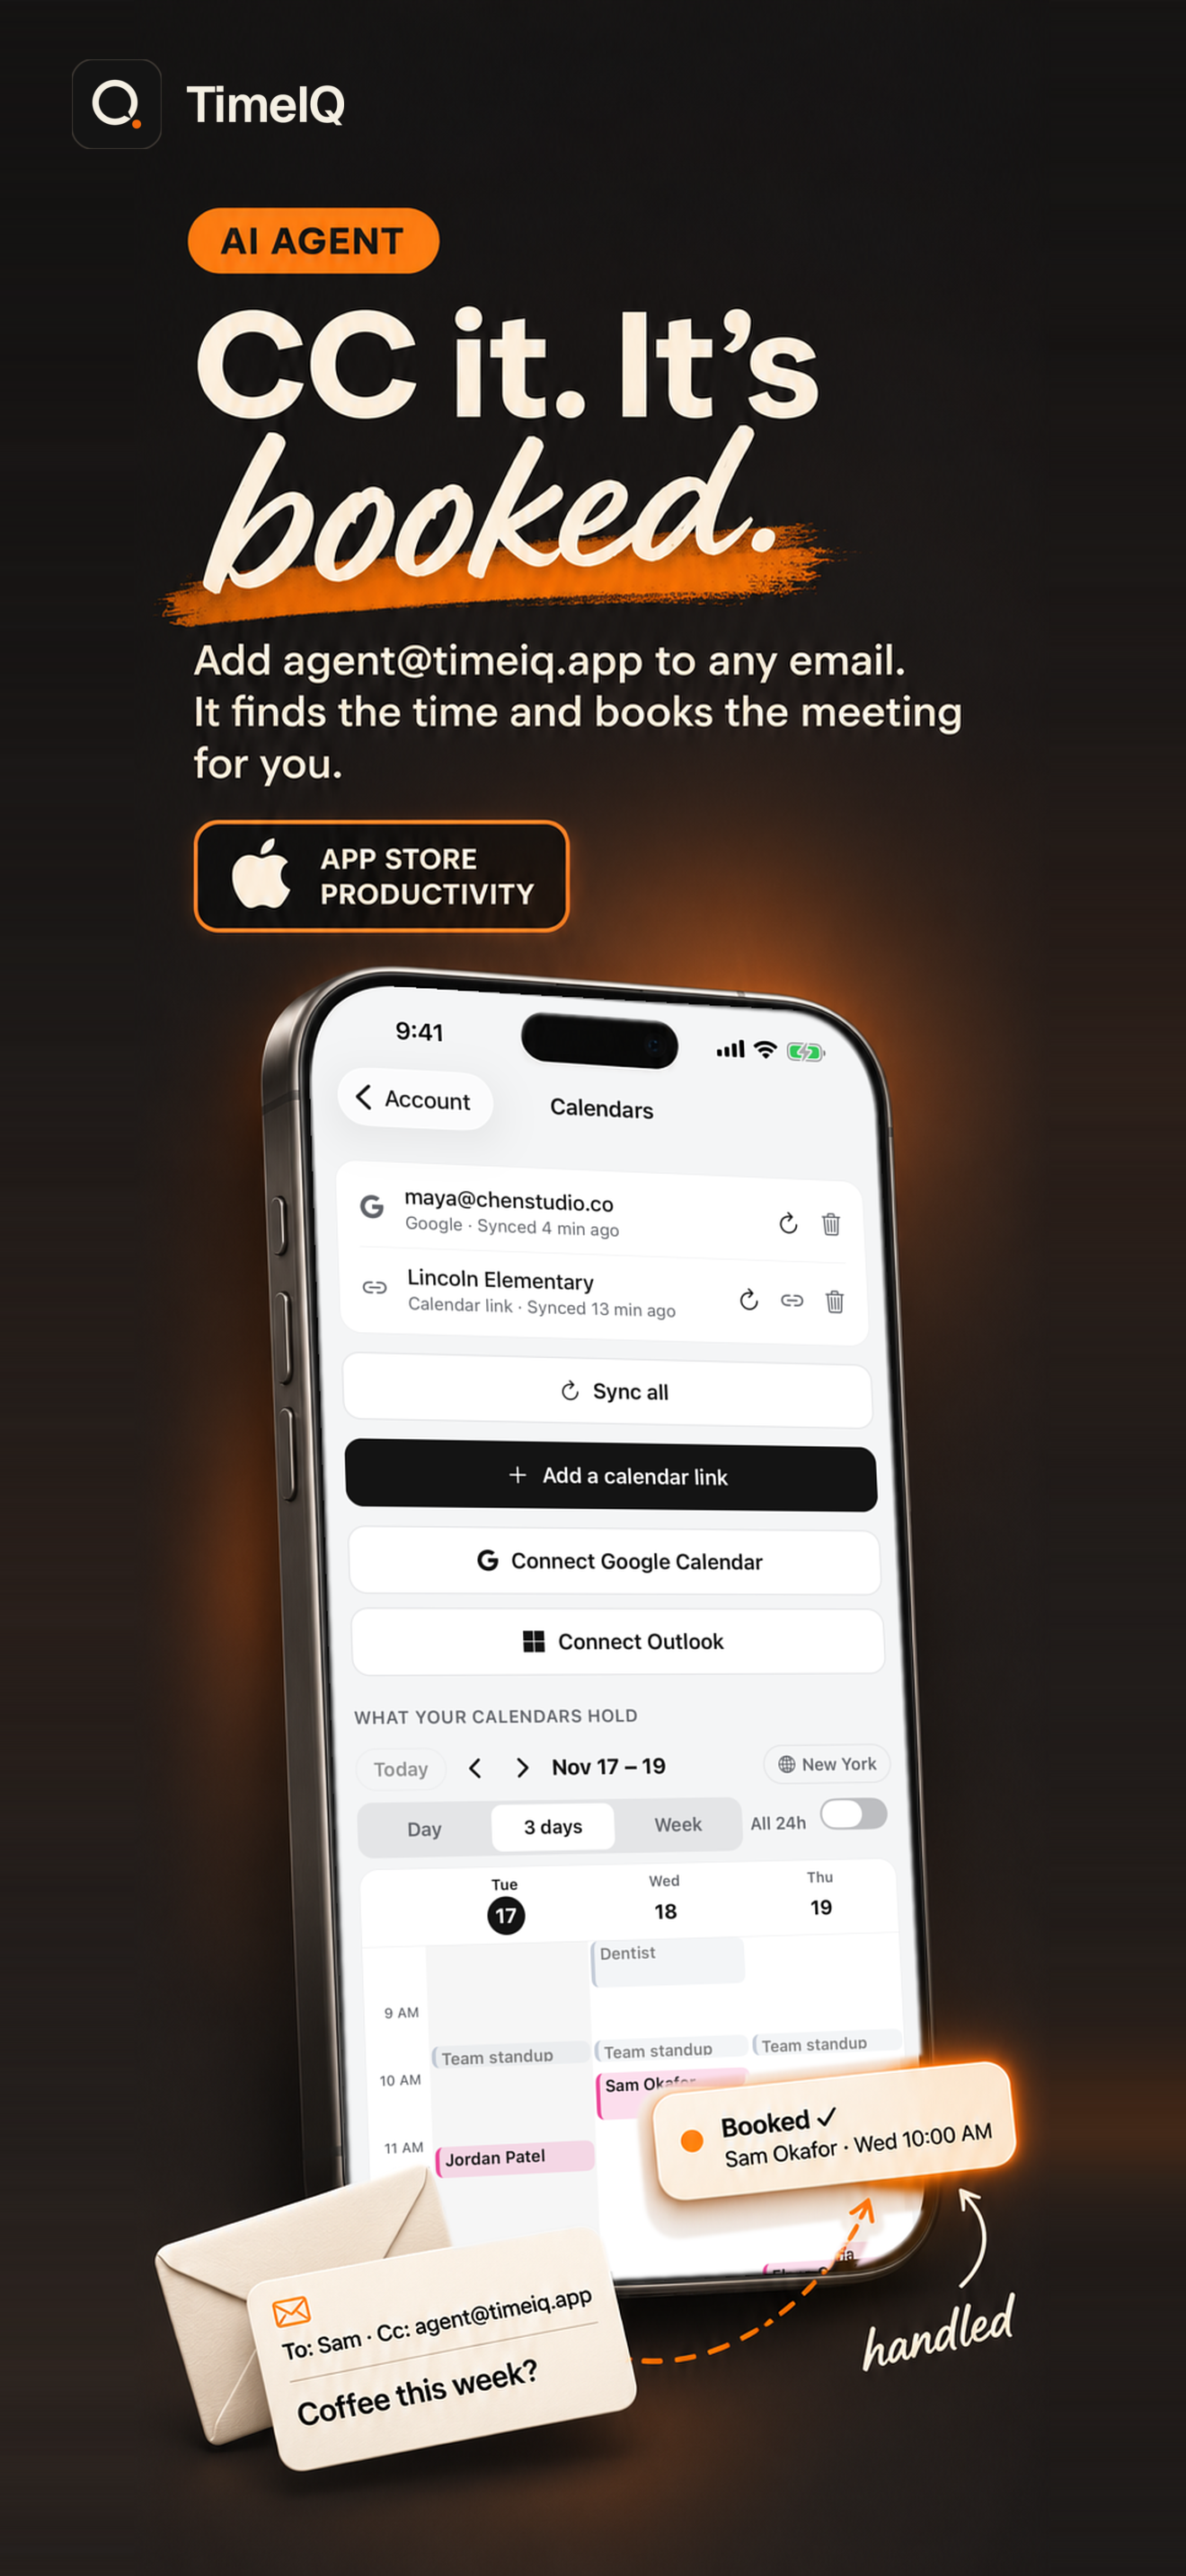 TimeIQ
AI AGENT
CC it. It’s
booked.
Add agent@timeiq.app to any email.
It finds the time and books the meeting
for you.
APP STORE
PRODUCTIVITY
9:41
Account
Calendars
maya@chenstudio.co
Google · Synced 4 min ago
Lincoln Elementary
Calendar link · Synced 13 min ago
Sync all
+ Add a calendar link
Connect Google Calendar
Connect Outlook
WHAT YOUR CALENDARS HOLD
Today
Nov 17 – 19
New York
Day
3 days
Week
All 24h
Tue
Wed
Thu
17
18
19
Dentist
9 AM
Team standup
Team standup
Team standup
10 AM
Sam Okafor
Booked ✓
Sam Okafor · Wed 10:00 AM
11 AM
Jordan Patel
handled
To: Sam · Cc: agent@timeiq.app
Coffee this week?